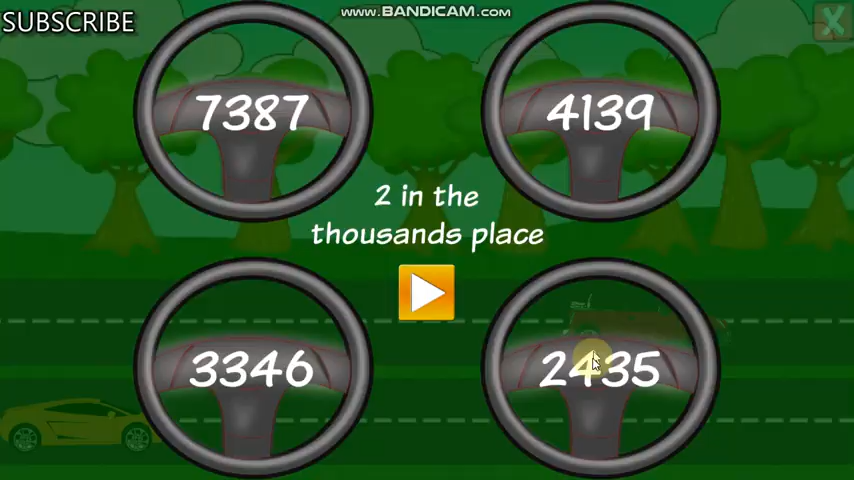 www.BANDICAM.com
SUBSCRIBE
7387
4139
2 in the
thousands place
3346
2435